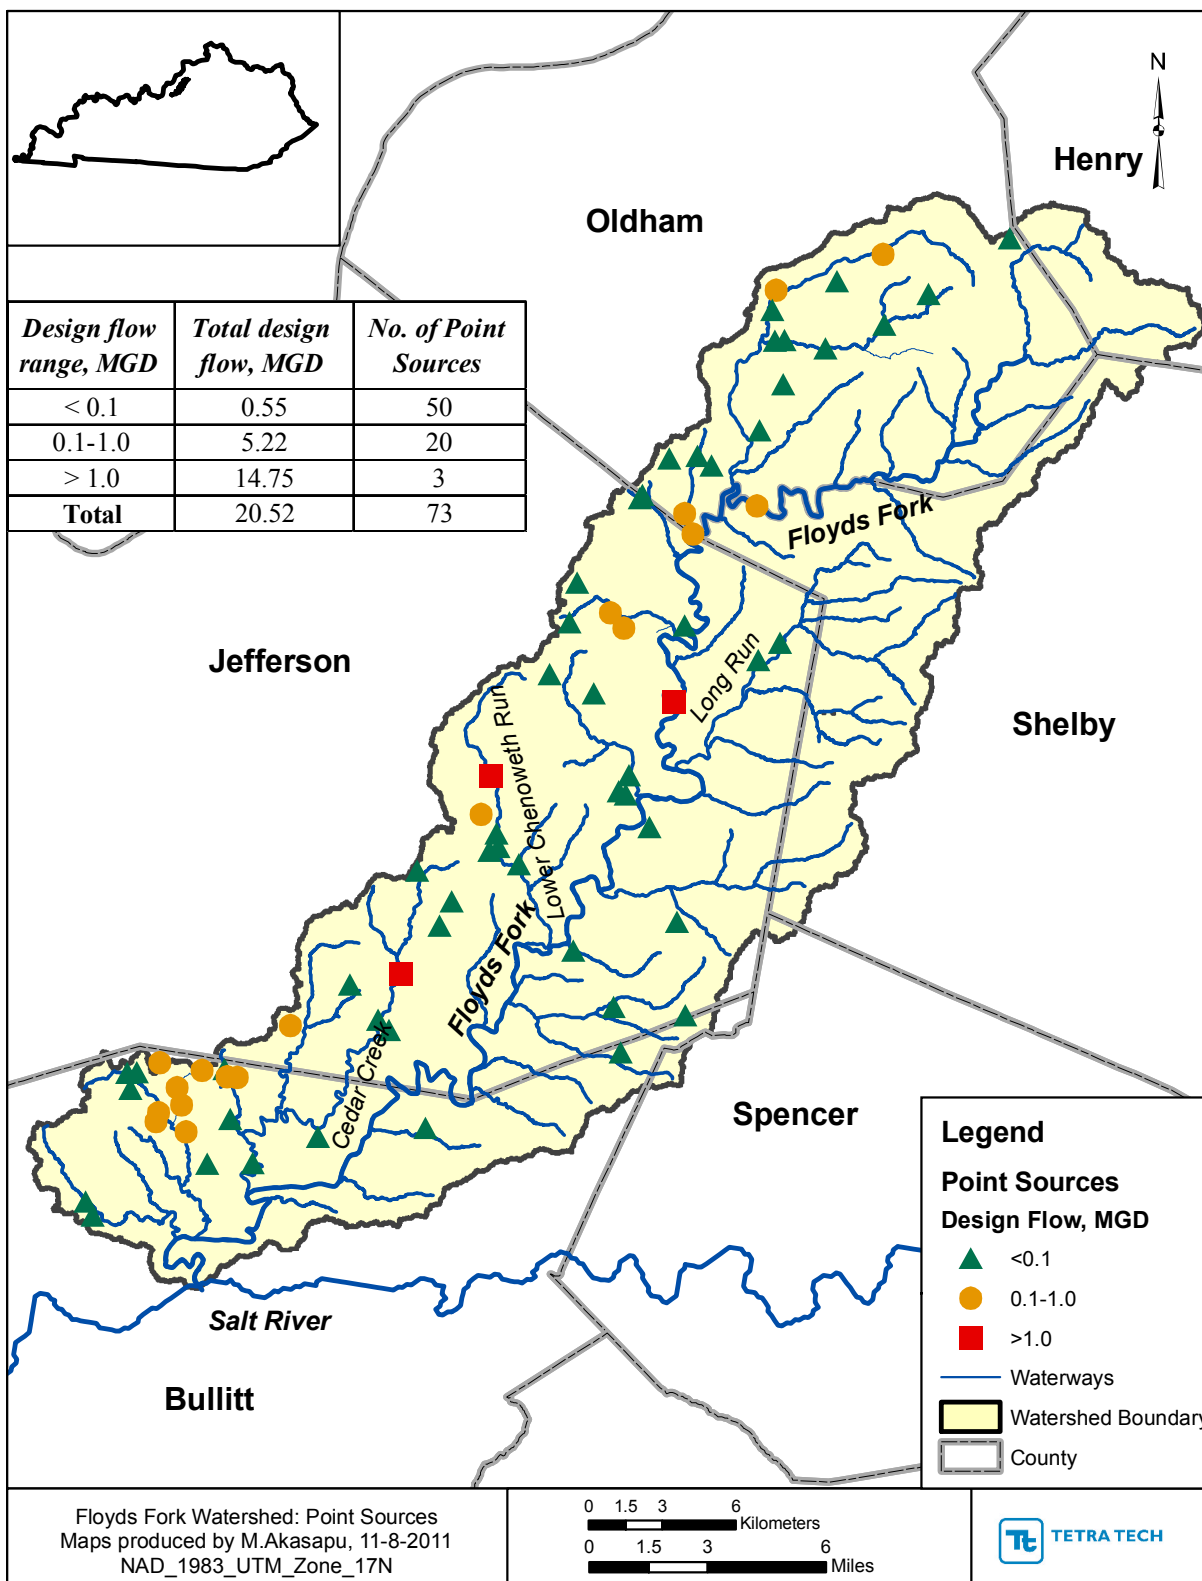 N
Henry
Oldham
Design flow range, MGD | Total design flow, MGD | No. of Point Sources
< 0.1 | 0.55 | 50
0.1-1.0 | 5.22 | 20
> 1.0 | 14.75 | 3
Total | 20.52 | 73
Floyds Fork
Jefferson
Long Run
Lower Chenoweth Run
Shelby
Floyds Fork
Cedar Creek
Spencer
Salt River
Bullitt
Legend
Point Sources
Design Flow, MGD
<0.1
0.1-1.0
>1.0
Waterways
Watershed Boundary
County
Floyds Fork Watershed: Point Sources
Maps produced by M.Akasapu, 11-8-2011
NAD_1983_UTM_Zone_17N
0 1.5 3 6
Kilometers
0 1.5 3 6
Miles
Tt TETRA TECH